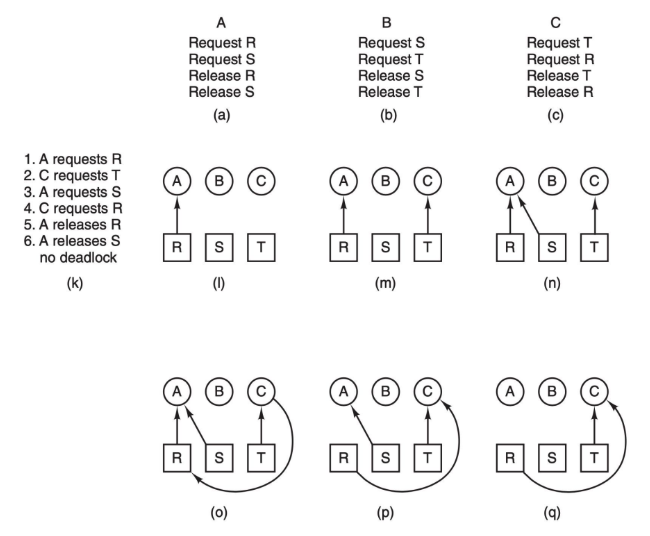 A B C
Request R Request S Request T
Request S Request T Request R
Release R Release S Release T
Release S Release T Release R
(a) (b) (c)
1. A requests R
2. C requests T
3. A requests S
4. C requests R
5. A releases R
6. A releases S
no deadlock
(k)
A B C
R S T
(l)
A B C
R S T
(m)
A B C
R S T
(n)
A B C
R S T
(o)
A B C
R S T
(p)
A B C
R S T
(q)